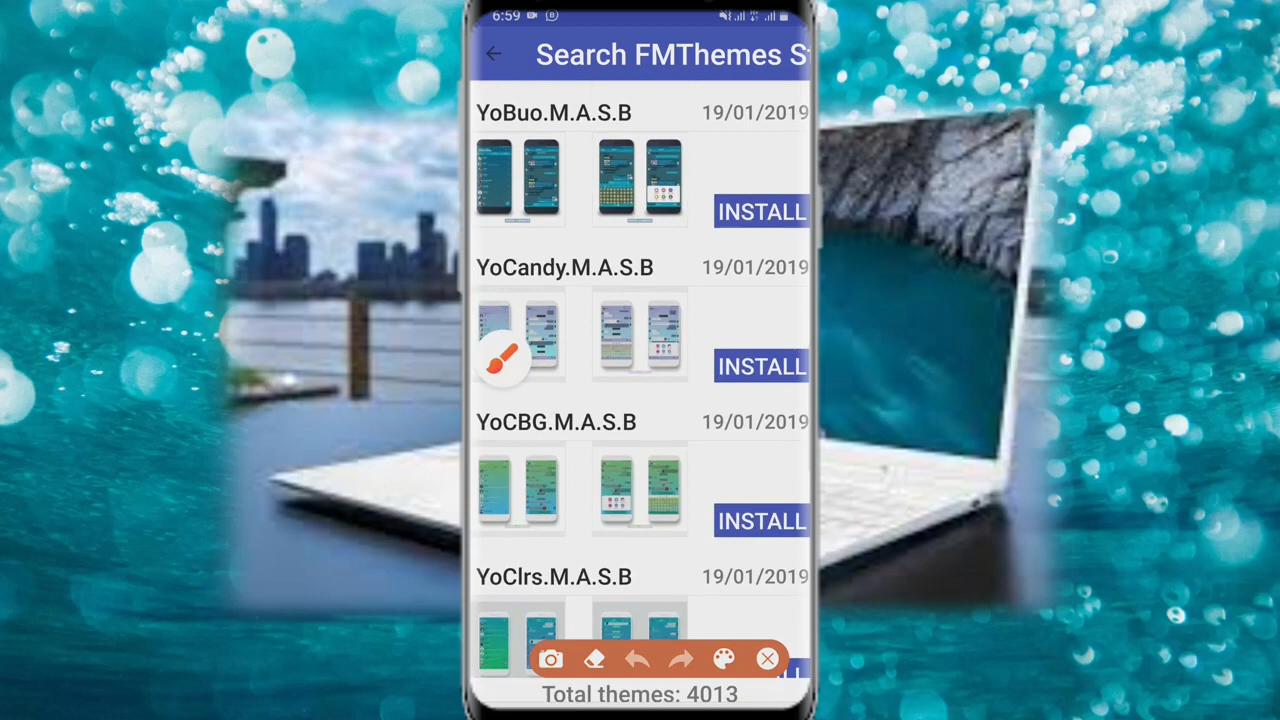 6:59
Search FMThemes S
YoBuo.M.A.S.B 19/01/2019
INSTALL
YoCandy.M.A.S.B 19/01/2019
INSTALL
YoCBG.M.A.S.B 19/01/2019
INSTALL
YoClrs.M.A.S.B 19/01/2019
Total themes: 4013